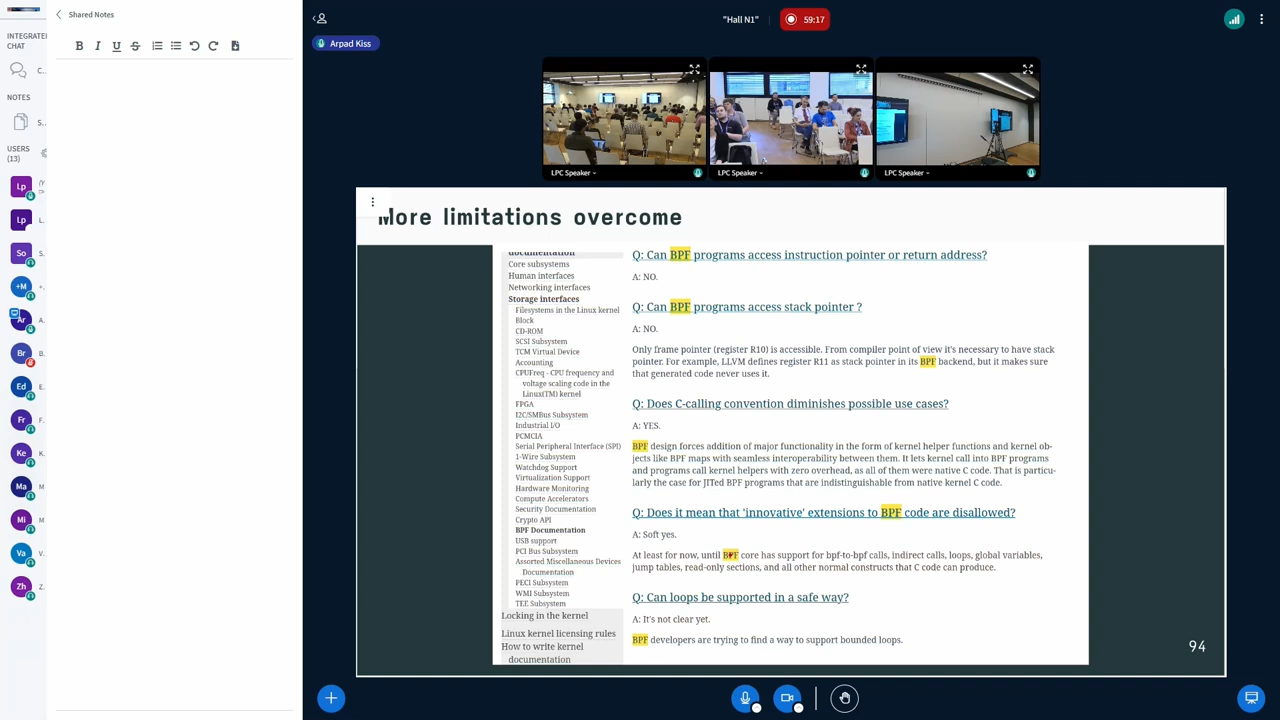 Shared Notes
INTEGRATE
CHAT
C...
NOTES
S...
USERS
(13)
Lp
L
Lp
L
So
S
+M
+
Ar
A
Br
B
Ed
E
Fr
F
Ke
K
Ma
M
Mi
M
Va
V
Zh
Z
B I U S
"Hall N1"
59:17
Arpad Kiss
LPC Speaker
LPC Speaker
LPC Speaker
More limitations overcome
documentation
Core subsystems
Human interfaces
Networking interfaces
Storage interfaces
Filesystems in the Linux kernel
Block
CD-ROM
SCSI Subsystem
TCM Virtual Device
Accounting
CPUFreq - CPU frequency and
voltage scaling code in the
Linux(TM) kernel
FPGA
I2C/SMBus Subsystem
Industrial I/O
PCMCIA
Serial Peripheral Interface (SPI)
1-Wire Subsystem
Watchdog Support
Virtualization Support
Hardware Monitoring
Compute Accelerators
Security Documentation
Crypto API
BPF Documentation
USB support
PCI Bus Subsystem
Assorted Miscellaneous Devices
Documentation
PECI Subsystem
WMI Subsystem
TEE Subsystem
Locking in the kernel
Linux kernel licensing rules
How to write kernel
documentation
Q: Can BPF programs access instruction pointer or return address?
A: NO.
Q: Can BPF programs access stack pointer ?
A: NO.
Only frame pointer (register R10) is accessible. From compiler point of view it's necessary to have stack
pointer. For example, LLVM defines register R11 as stack pointer in its BPF backend, but it makes sure
that generated code never uses it.
Q: Does C-calling convention diminishes possible use cases?
A: YES.
BPF design forces addition of major functionality in the form of kernel helper functions and kernel ob-
jects like BPF maps with seamless interoperability between them. It lets kernel call into BPF programs
and programs call kernel helpers with zero overhead, as all of them were native C code. That is particu-
larly the case for JITed BPF programs that are indistinguishable from native kernel C code.
Q: Does it mean that 'innovative' extensions to BPF code are disallowed?
A: Soft yes.
At least for now, until BPF core has support for bpf-to-bpf calls, indirect calls, loops, global variables,
jump tables, read-only sections, and all other normal constructs that C code can produce.
Q: Can loops be supported in a safe way?
A: It's not clear yet.
BPF developers are trying to find a way to support bounded loops.
94